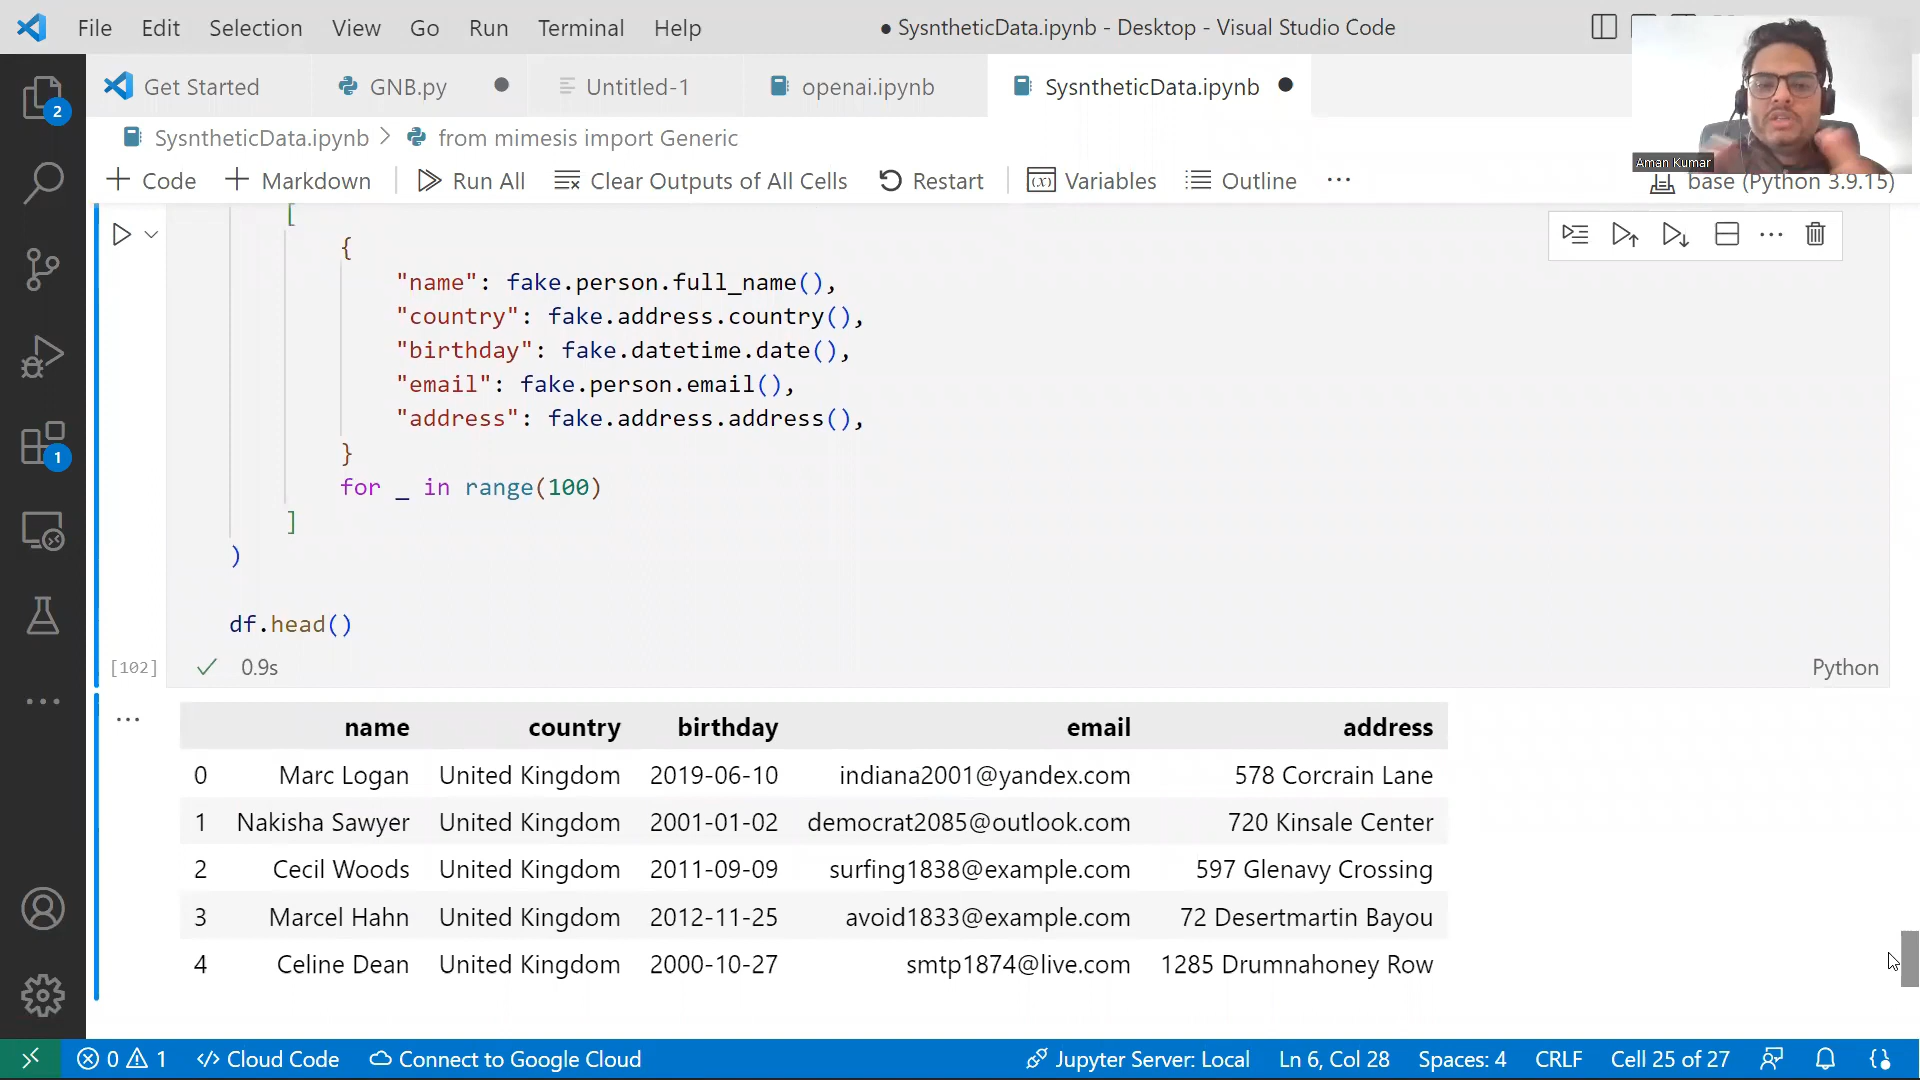 File Edit Selection View Go Run Terminal Help ● SysntheticData.ipynb - Desktop - Visual Studio Code
Get Started GNB.py Untitled-1 openai.ipynb SysntheticData.ipynb
SysntheticData.ipynb > from mimesis import Generic
Aman Kumar
+ Code + Markdown Run All Clear Outputs of All Cells Restart Variables Outline ··· base (Python 3.9.15)
[
{
"name": fake.person.full_name(),
"country": fake.address.country(),
"birthday": fake.datetime.date(),
"email": fake.person.email(),
"address": fake.address.address(),
}
for _ in range(100)
]
)
df.head()
[102] 0.9s Python
name country birthday email address
0 Marc Logan United Kingdom 2019-06-10 indiana2001@yandex.com 578 Corcrain Lane
1 Nakisha Sawyer United Kingdom 2001-01-02 democrat2085@outlook.com 720 Kinsale Center
2 Cecil Woods United Kingdom 2011-09-09 surfing1838@example.com 597 Glenavy Crossing
3 Marcel Hahn United Kingdom 2012-11-25 avoid1833@example.com 72 Desertmartin Bayou
4 Celine Dean United Kingdom 2000-10-27 smtp1874@live.com 1285 Drumnahoney Row
2
1
0 1 Cloud Code Connect to Google Cloud Jupyter Server: Local Ln 6, Col 28 Spaces: 4 CRLF Cell 25 of 27